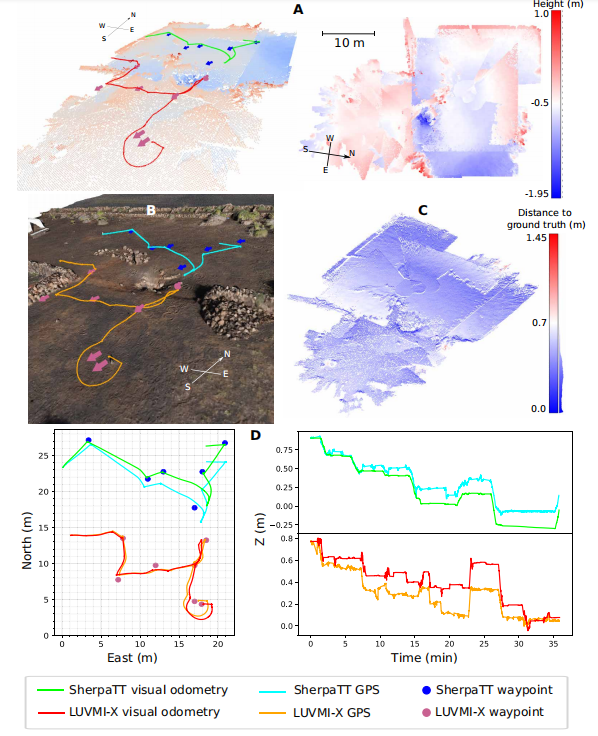 A
Height (m)
1.0
-0.5
-1.95
10 m
N
W
E
S
W
S
N
E
B
N
W
E
S
C
Distance to
ground truth (m)
1.45
0.7
0.0
D
North (m)
25
20
15
10
5
0
0 5 10 15 20
East (m)
Z (m)
0.75
0.50
0.25
0.00
−0.25
0.8
0.6
0.4
0.2
0.0
0 5 10 15 20 25 30 35
Time (min)
SherpaTT visual odometry SherpaTT GPS SherpaTT waypoint
LUVMI-X visual odometry LUVMI-X GPS LUVMI-X waypoint